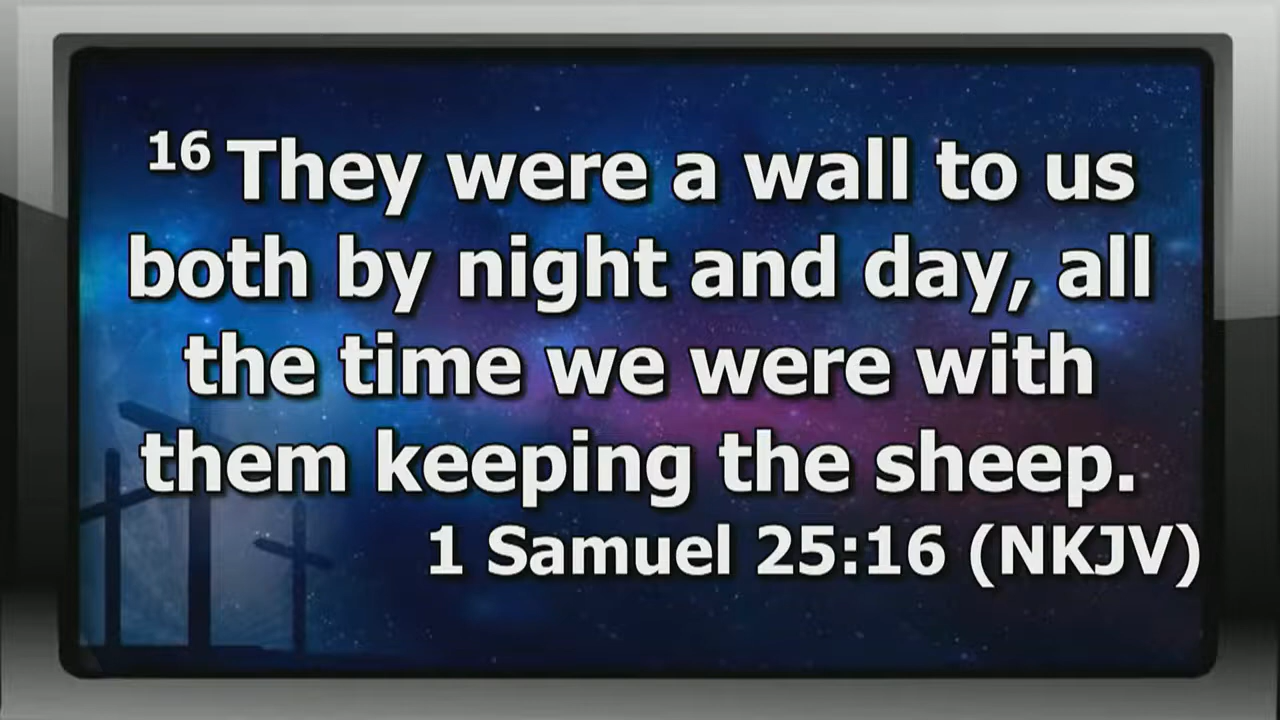 16 They were a wall to us
both by night and day, all
the time we were with
them keeping the sheep.
1 Samuel 25:16 (NKJV)